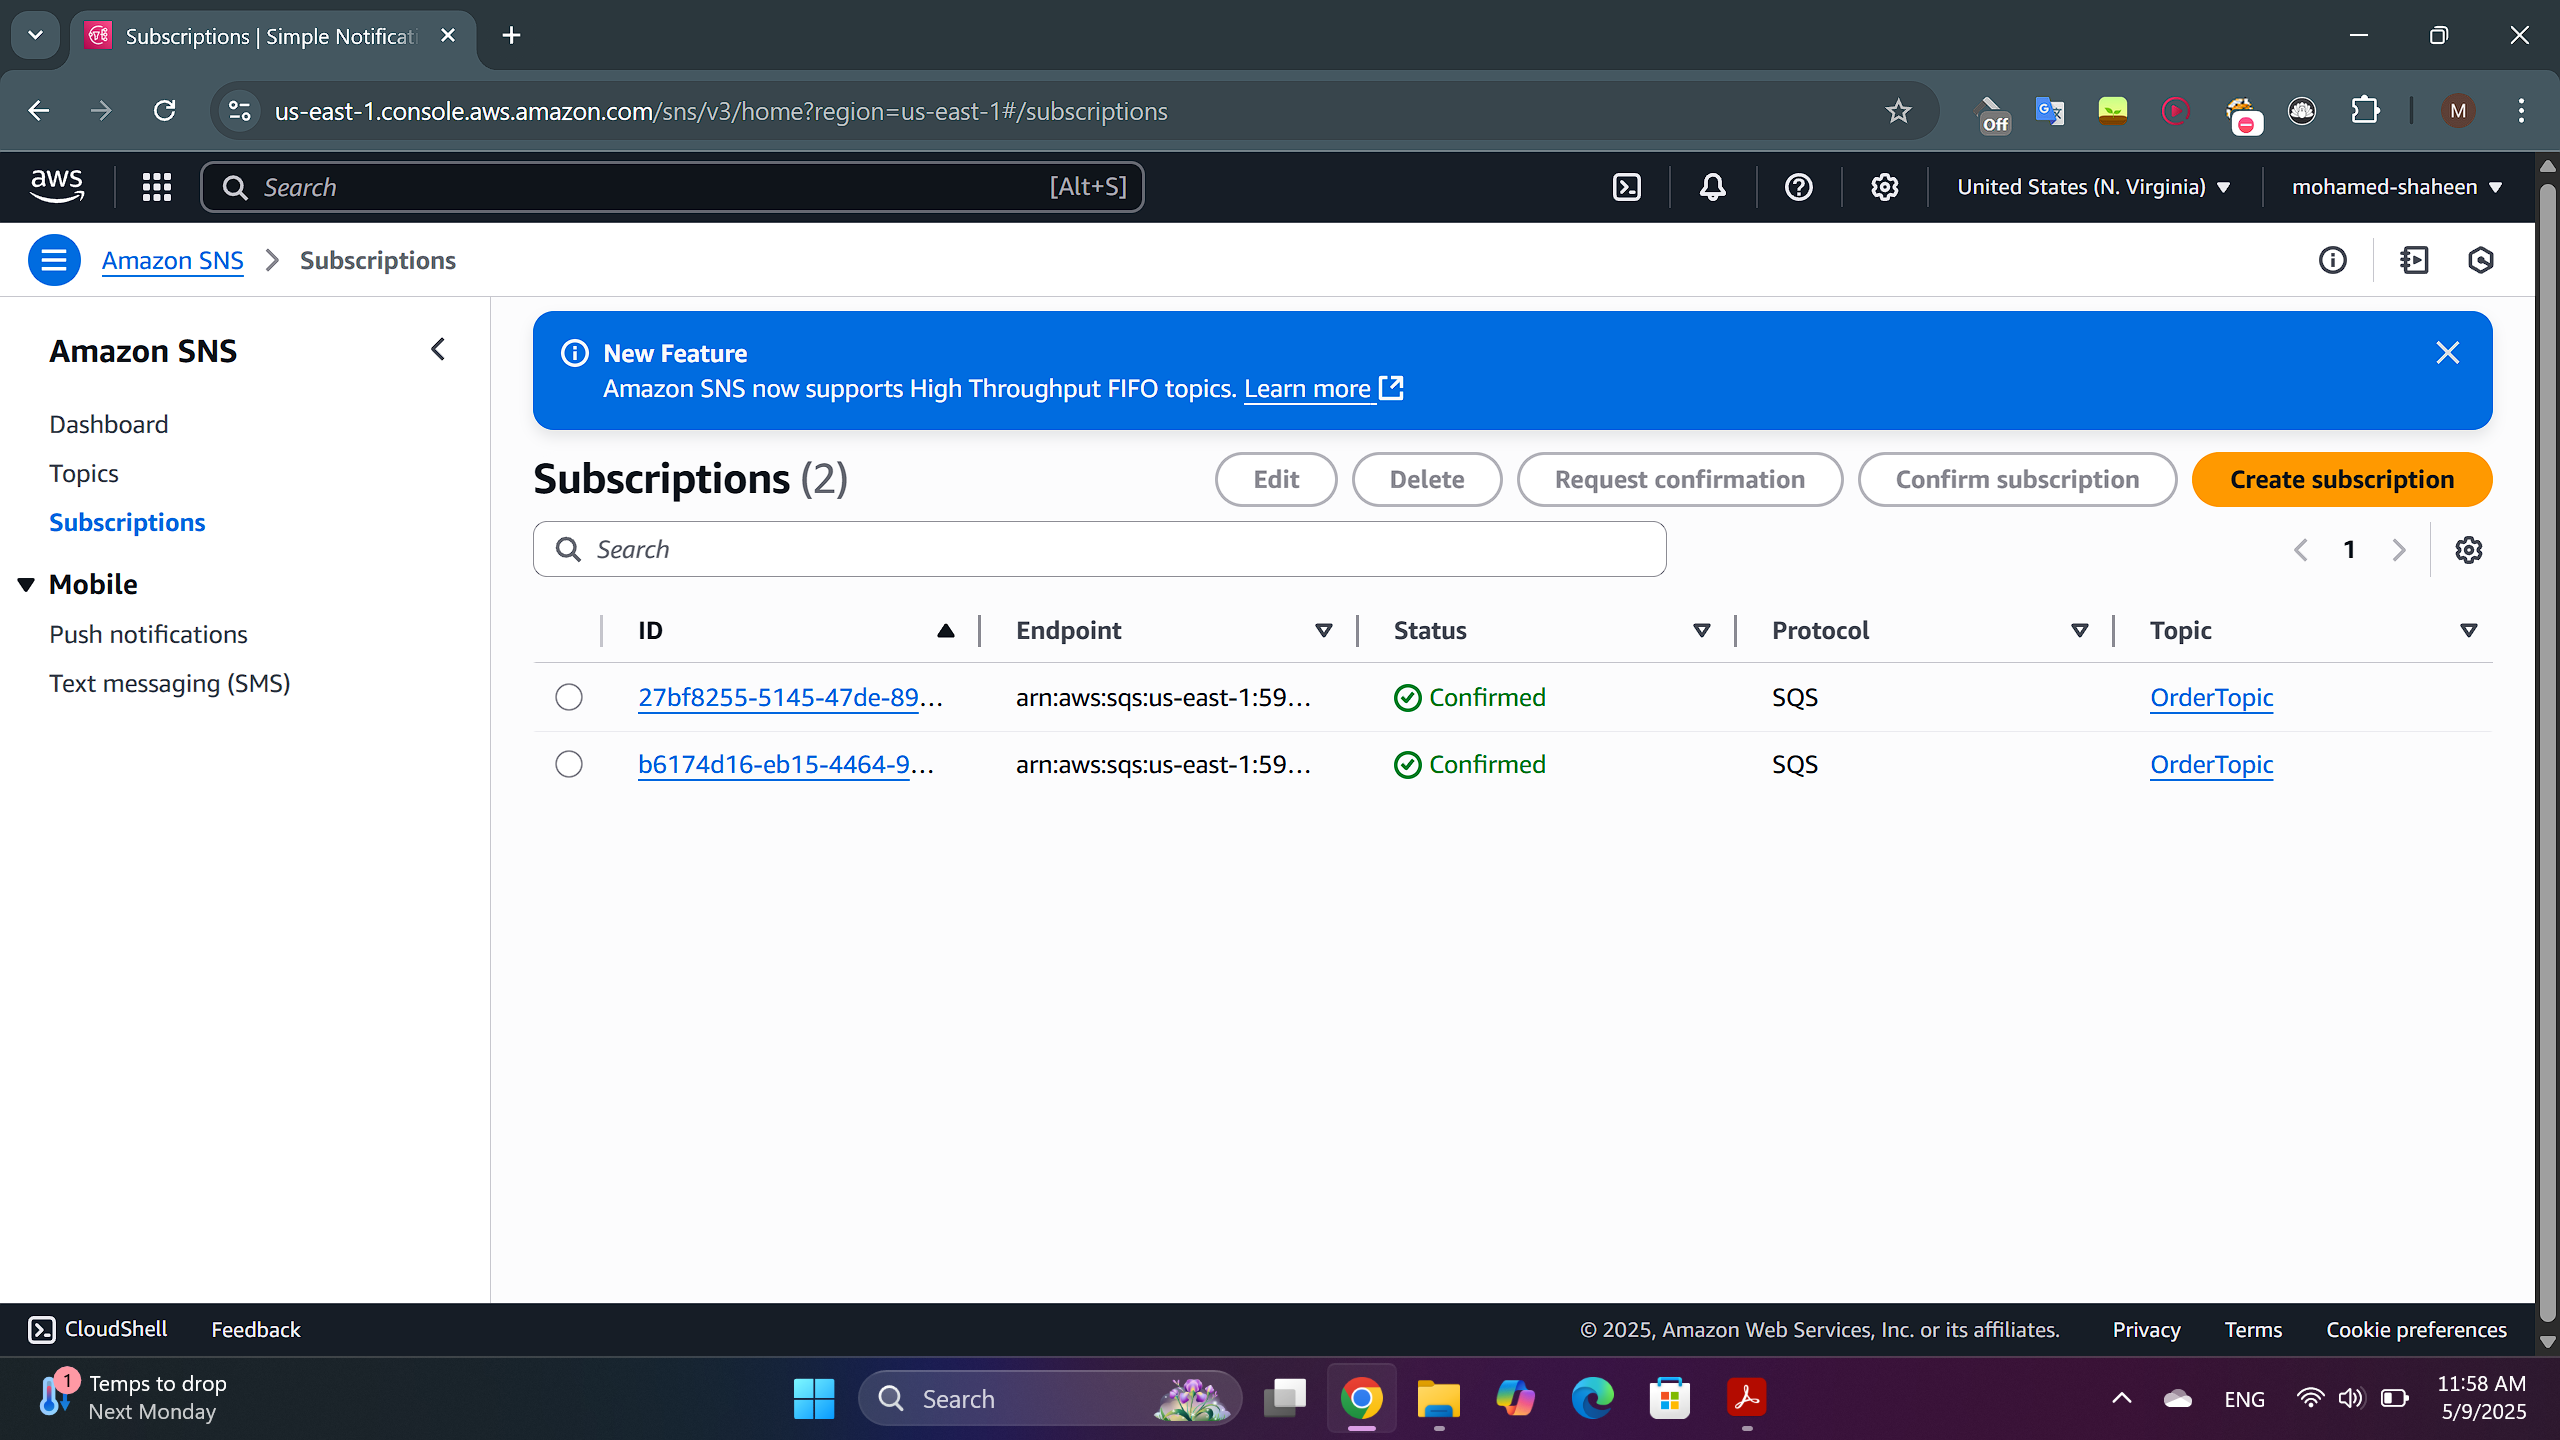 Subscriptions | Simple Notificati
us-east-1.console.aws.amazon.com/sns/v3/home?region=us-east-1#/subscriptions
Off
M
aws
Search
[Alt+S]
United States (N. Virginia)
mohamed-shaheen
Amazon SNS
Subscriptions
Amazon SNS
Dashboard
Topics
Subscriptions
Mobile
Push notifications
Text messaging (SMS)
New Feature
Amazon SNS now supports High Throughput FIFO topics. Learn more
Subscriptions (2)
Edit
Delete
Request confirmation
Confirm subscription
Create subscription
Search
1
ID Endpoint Status Protocol Topic
27bf8255-5145-47de-89... arn:aws:sqs:us-east-1:59... Confirmed SQS OrderTopic
b6174d16-eb15-4464-9... arn:aws:sqs:us-east-1:59... Confirmed SQS OrderTopic
CloudShell
Feedback
© 2025, Amazon Web Services, Inc. or its affiliates.
Privacy
Terms
Cookie preferences
1
Temps to drop
Next Monday
Search
ENG
11:58 AM
5/9/2025